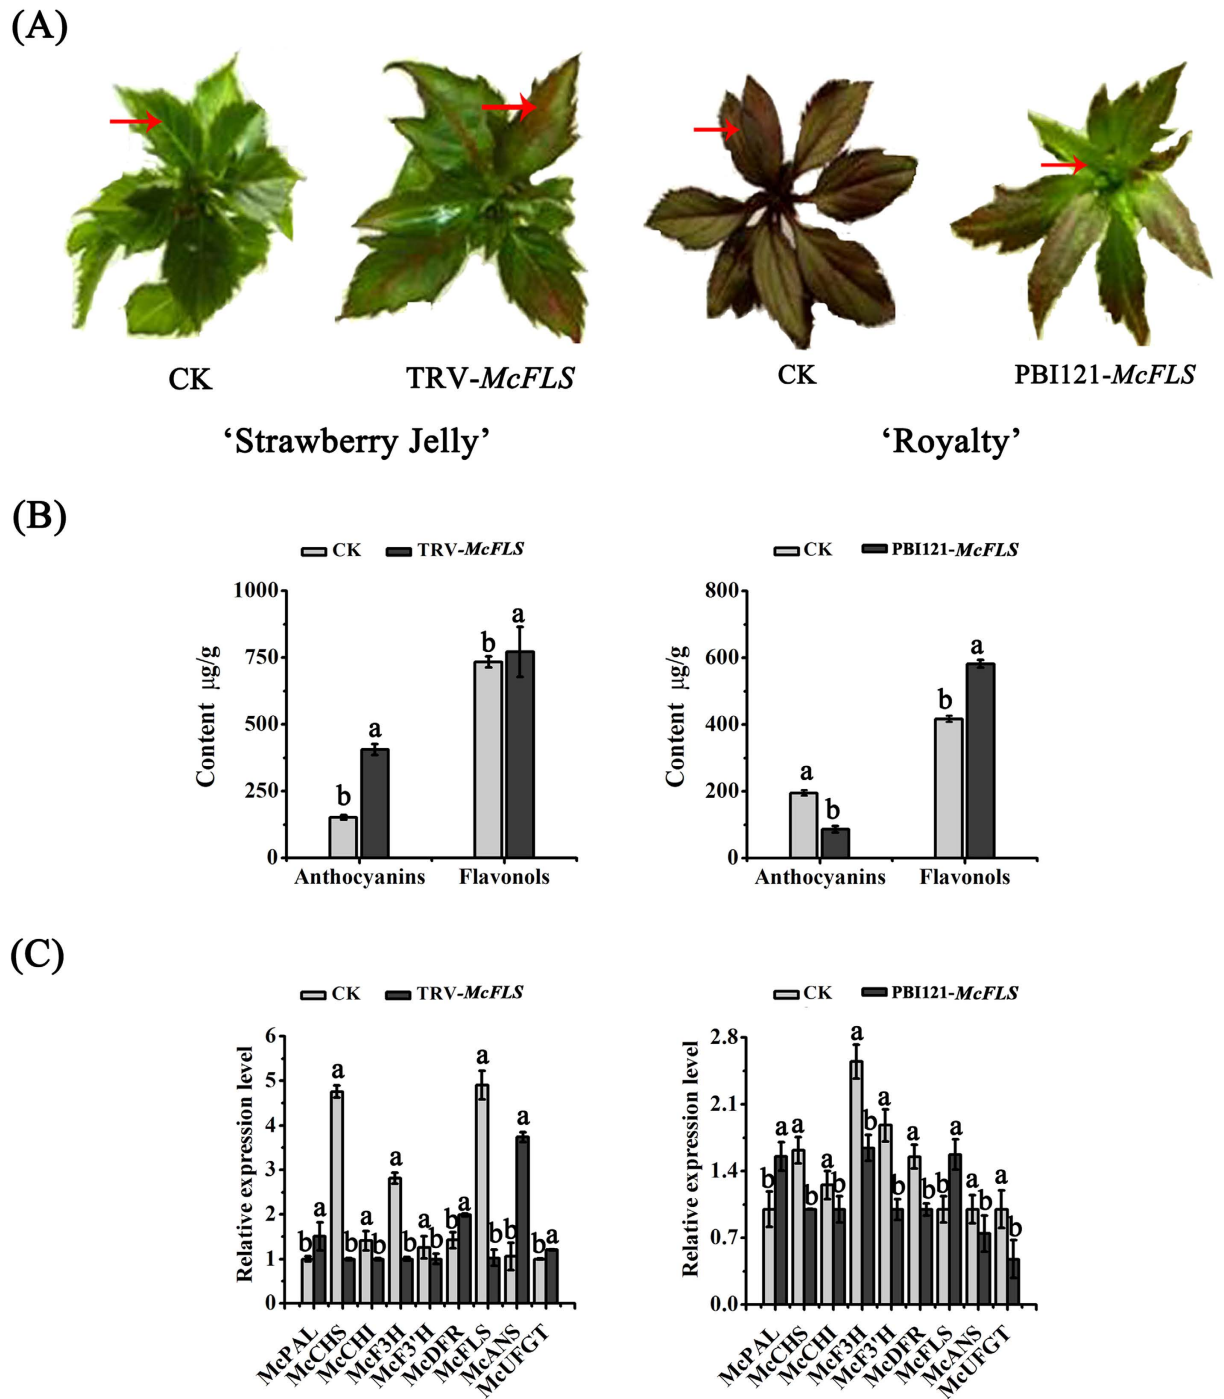 (A)
CK
TRV-McFLS
CK
PBI121-McFLS
‘Strawberry Jelly’
‘Royalty’
(B)
CK
TRV-McFLS
1000
750
500
250
0
Content μg/g
b
a
b
a
Anthocyanins
Flavonols
CK
PBI121-McFLS
800
600
400
200
0
Content μg/g
a
b
b
a
Anthocyanins
Flavonols
(C)
CK
TRV-McFLS
6
5
4
3
2
1
0
Relative expression level
b
a
a
b
a
b
a
b
a
b
b
a
a
b
b
a
b
a
McPAL
McCHS
McCHI
McF3H
McF3'H
McDFR
McFLS
McANS
McUFGT
CK
PBI121-McFLS
2.8
2.1
1.4
0.7
0.0
Relative expression level
b
a
a
b
a
b
a
b
a
b
a
b
b
a
a
b
a
b
McPAL
McCHS
McCHI
McF3H
McF3'H
McDFR
McFLS
McANS
McUFGT